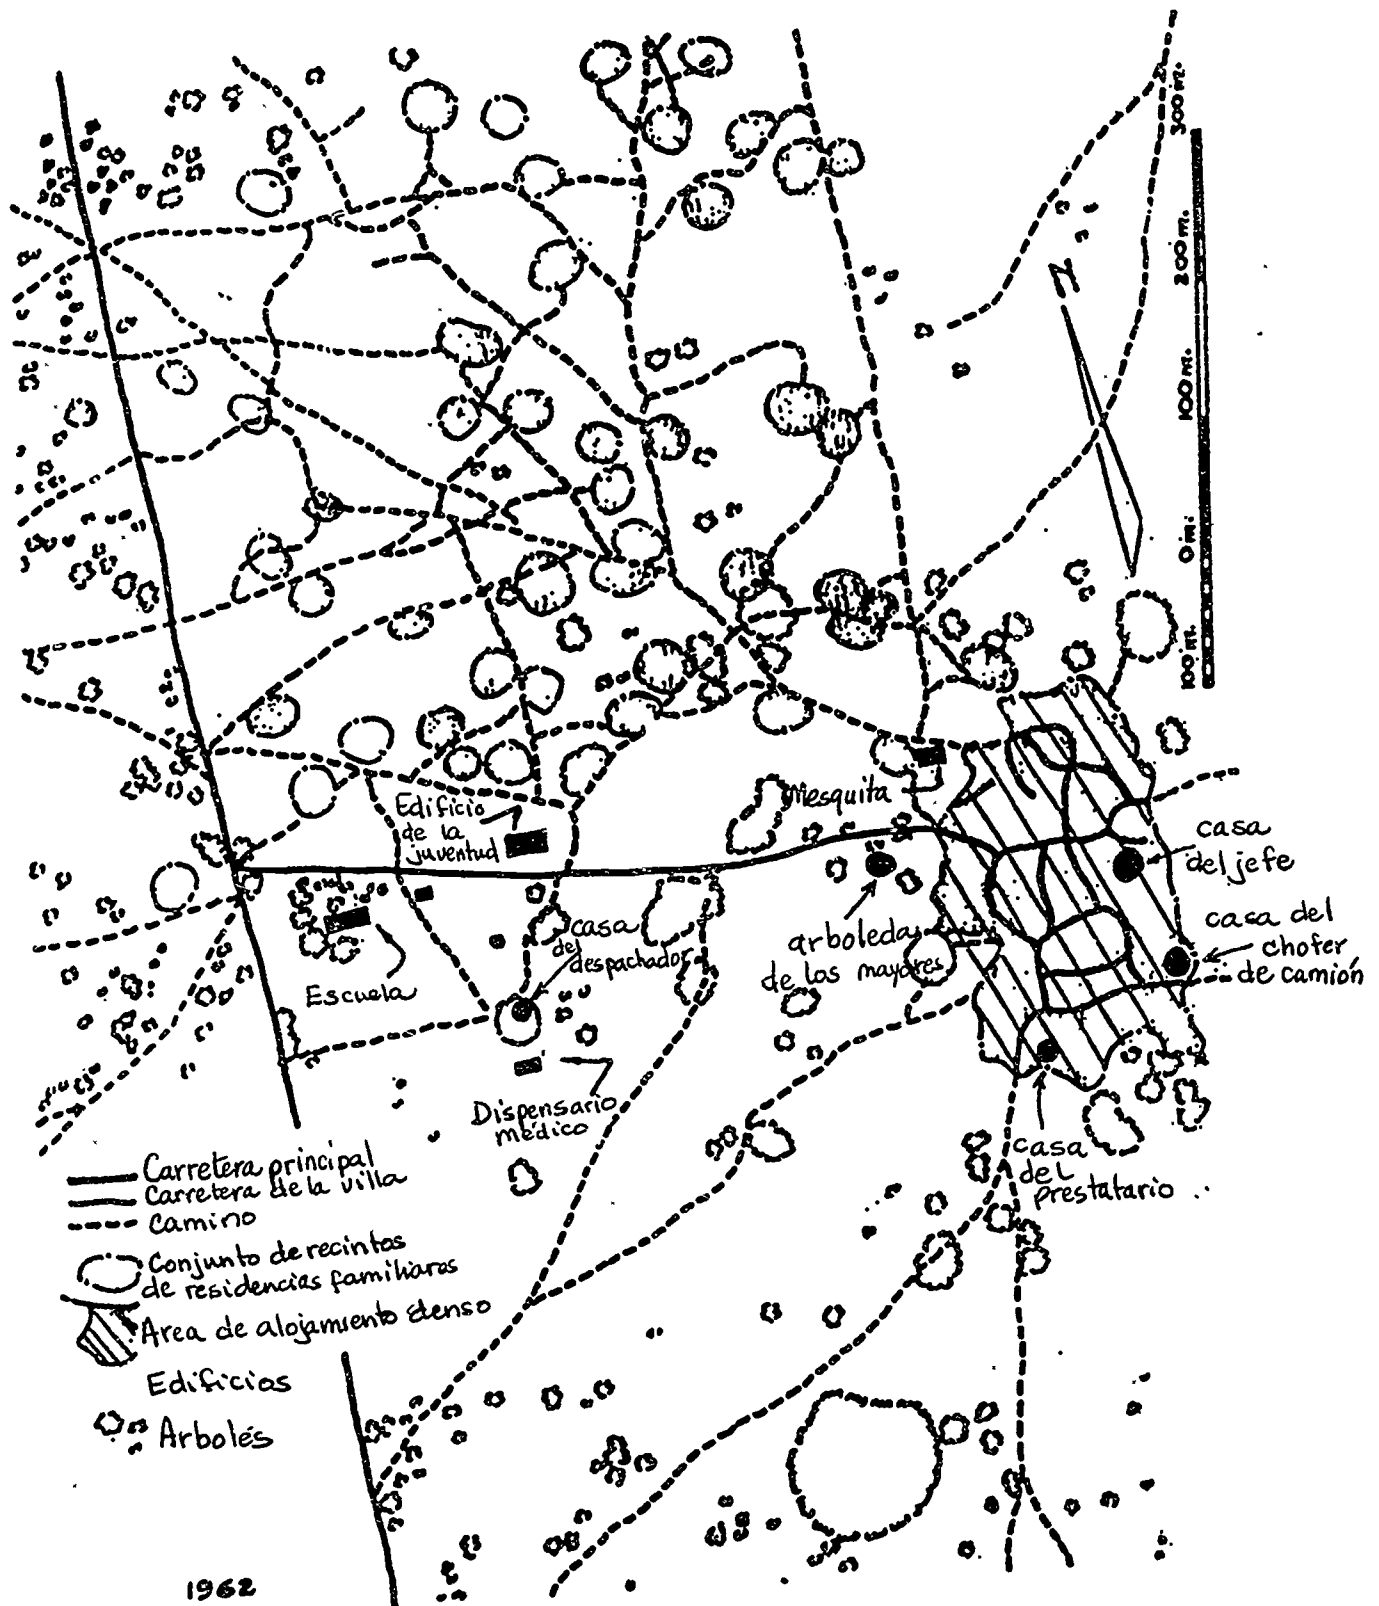 300 m.
200 m.
N
100 m.
0 m.
100 m.
Mesquita
Edificio
de la
juventud
casa
del jefe
casa del
chofer
de camión
arboleda
de los mayores
casa
del
despachador
Escuela
Dispensario
médico
casa
del
prestatario
Carretera principal
Carretera de la villa
camino
Conjunto de recintos
de residencias familiaras
Area de alojamiento denso
Edificios
Arbolés
1962